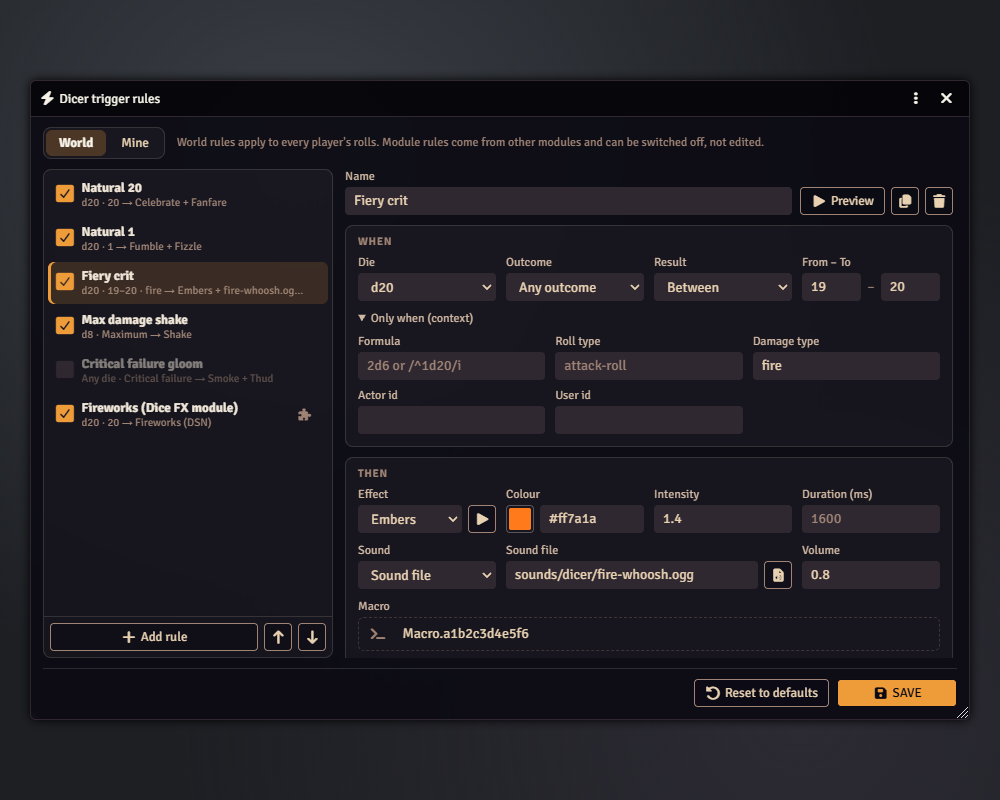 Dicer trigger rules
World Mine World rules apply to every player's rolls. Module rules come from other modules and can be switched off, not edited.
Natural 20
d20 · 20 → Celebrate + Fanfare
Natural 1
d20 · 1 → Fumble + Fizzle
Fiery crit
d20 · 19–20 · fire → Embers + fire-whoosh.og...
Max damage shake
d8 · Maximum → Shake
Critical failure gloom
Any die · Critical failure → Smoke + Thud
Fireworks (Dice FX module)
d20 · 20 → Fireworks (DSN)
Add rule
Name
Fiery crit Preview
WHEN
Die Outcome Result From – To
d20 Any outcome Between 19 – 20
Only when (context)
Formula Roll type Damage type
2d6 or /^1d20/i attack-roll fire
Actor id User id
THEN
Effect Colour Intensity Duration (ms)
Embers #ff7a1a 1.4 1600
Sound Sound file Volume
Sound file sounds/dicer/fire-whoosh.ogg 0.8
Macro
Macro.a1b2c3d4e5f6
Reset to defaults SAVE